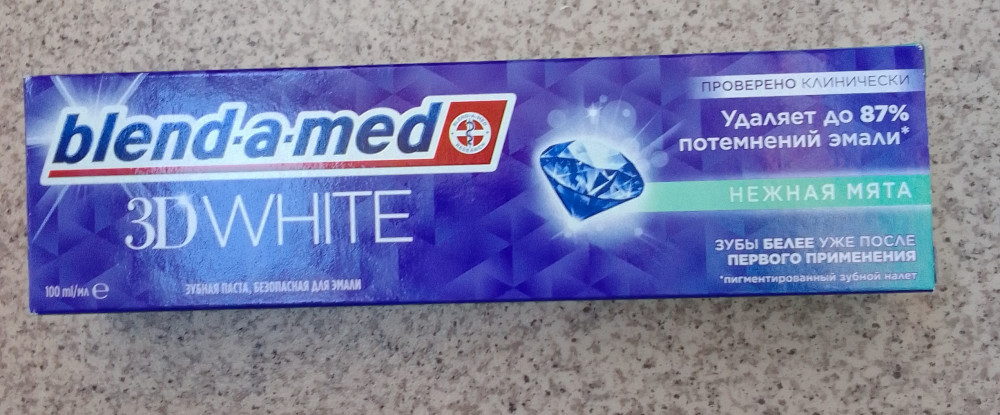 blend-a-med
3D WHITE
100 ml/мл e
ЗУБНАЯ ПАСТА, БЕЗОПАСНАЯ ДЛЯ ЭМАЛИ
ПРОВЕРЕНО КЛИНИЧЕСКИ
Удаляет до 87%
потемнений эмали*
НЕЖНАЯ МЯТА
ЗУБЫ БЕЛЕЕ УЖЕ ПОСЛЕ
ПЕРВОГО ПРИМЕНЕНИЯ
*пигментированный зубной налет